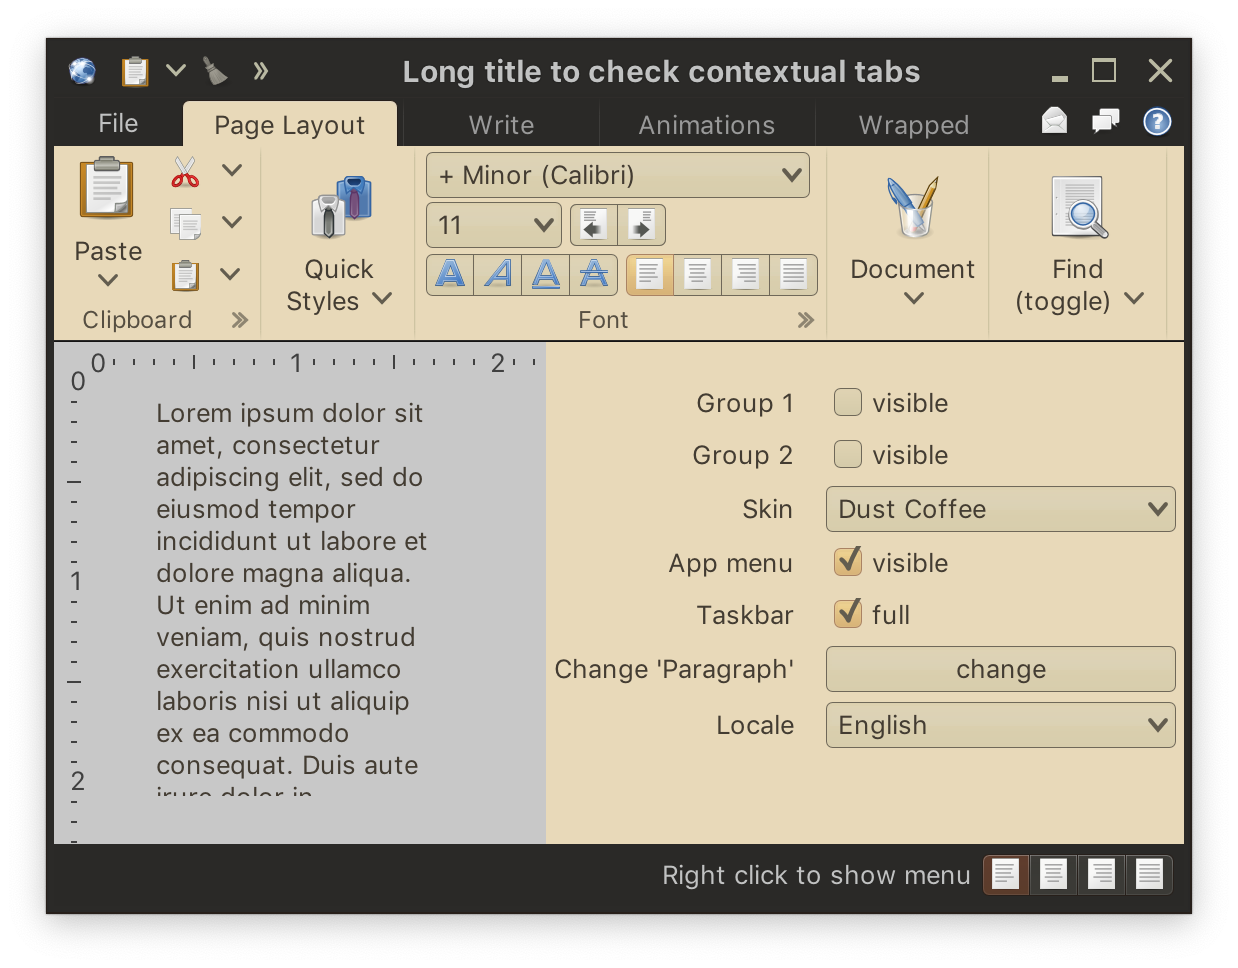 Long title to check contextual tabs
File
Page Layout
Write
Animations
Wrapped
Paste
Clipboard
Quick
Styles
+ Minor (Calibri)
11
Font
Document
Find
(toggle)
0 1 2
0
1
2
Lorem ipsum dolor sit
amet, consectetur
adipiscing elit, sed do
eiusmod tempor
incididunt ut labore et
dolore magna aliqua.
Ut enim ad minim
veniam, quis nostrud
exercitation ullamco
laboris nisi ut aliquip
ex ea commodo
consequat. Duis aute
irure dolor in
Group 1 visible
Group 2 visible
Skin Dust Coffee
App menu visible
Taskbar full
Change 'Paragraph' change
Locale English
Right click to show menu